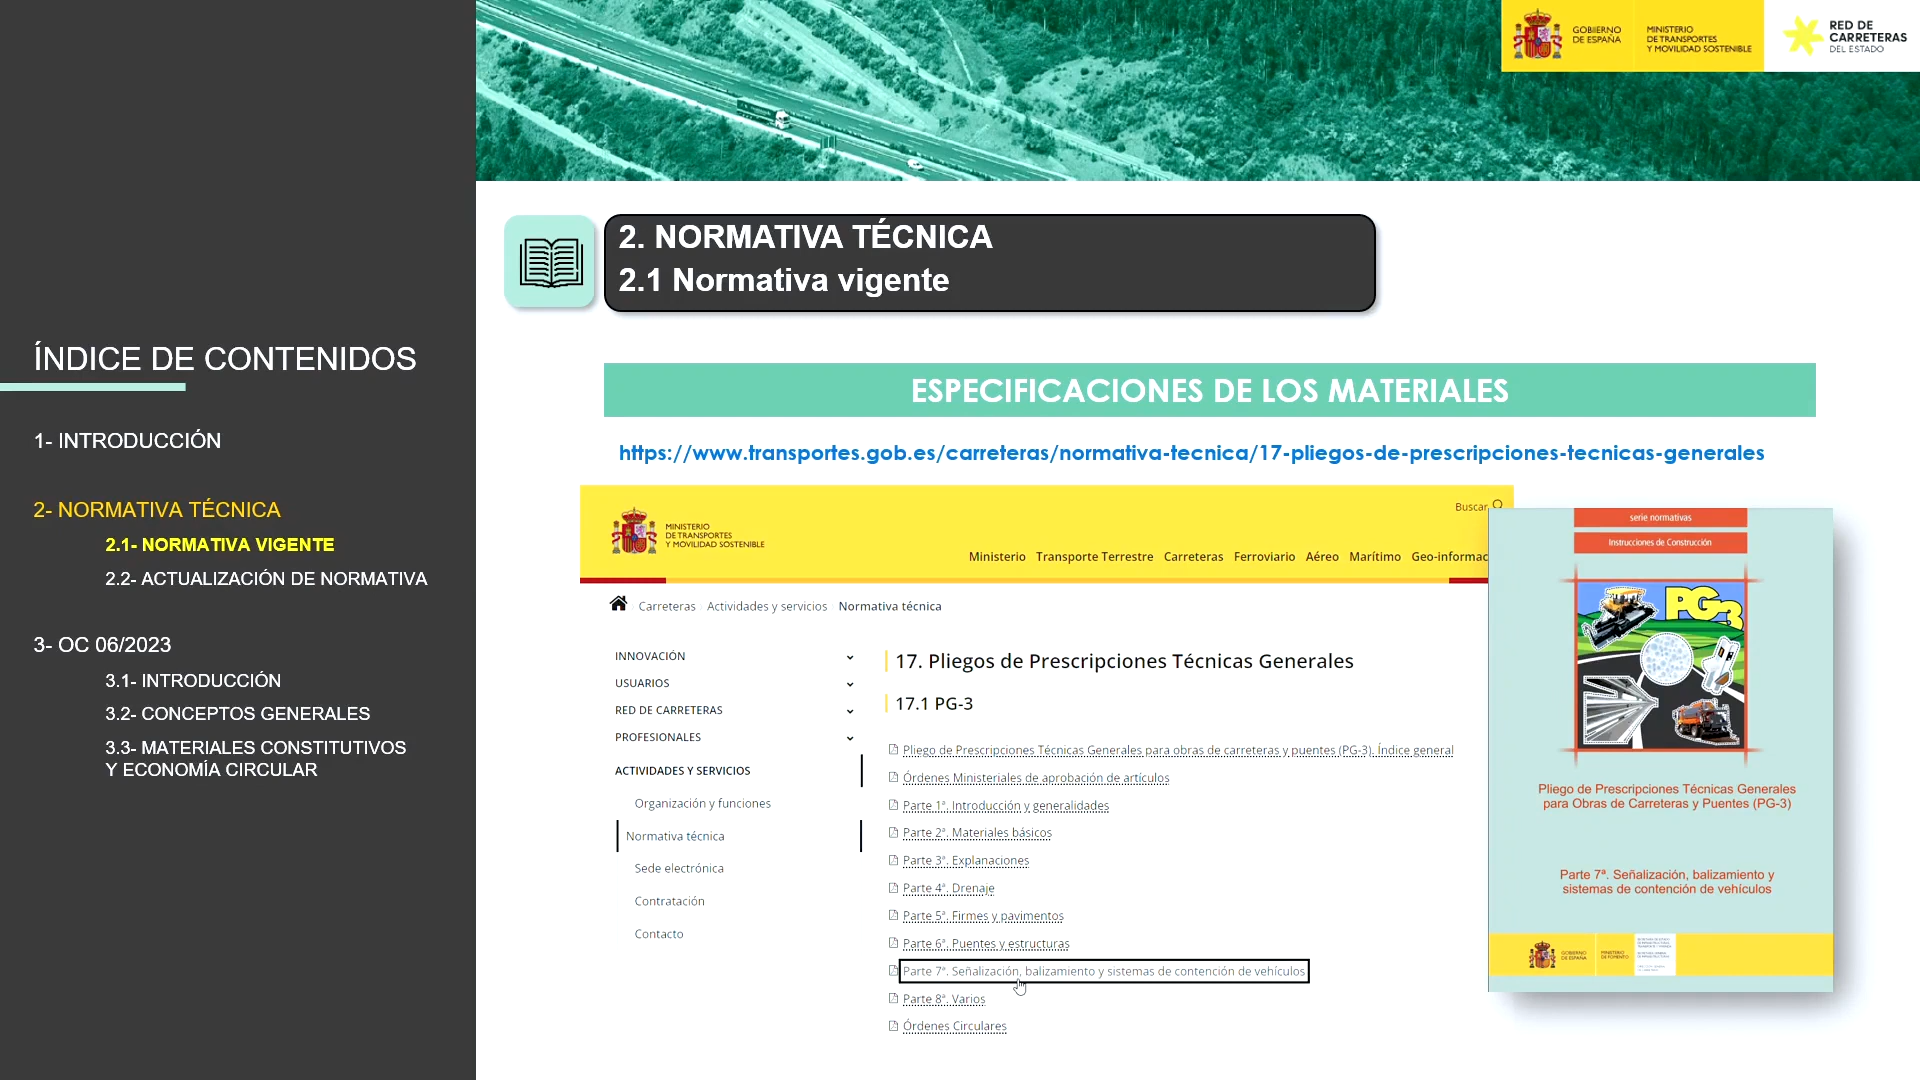 GOBIERNO
DE ESPAÑA
MINISTERIO
DE TRANSPORTES
Y MOVILIDAD SOSTENIBLE
RED DE
CARRETERAS
DEL ESTADO
2. NORMATIVA TÉCNICA
2.1 Normativa vigente
ÍNDICE DE CONTENIDOS
1- INTRODUCCIÓN
2- NORMATIVA TÉCNICA
2.1- NORMATIVA VIGENTE
2.2- ACTUALIZACIÓN DE NORMATIVA
3- OC 06/2023
3.1- INTRODUCCIÓN
3.2- CONCEPTOS GENERALES
3.3- MATERIALES CONSTITUTIVOS
Y ECONOMÍA CIRCULAR
ESPECIFICACIONES DE LOS MATERIALES
https://www.transportes.gob.es/carreteras/normativa-tecnica/17-pliegos-de-prescripciones-tecnicas-generales
Buscar
MINISTERIO
DE TRANSPORTES
Y MOVILIDAD SOSTENIBLE
Ministerio Transporte Terrestre Carreteras Ferroviario Aéreo Marítimo Geo-informac
Carreteras Actividades y servicios Normativa técnica
INNOVACIÓN
USUARIOS
RED DE CARRETERAS
PROFESIONALES
ACTIVIDADES Y SERVICIOS
Organización y funciones
Normativa técnica
Sede electrónica
Contratación
Contacto
17. Pliegos de Prescripciones Técnicas Generales
17.1 PG-3
Pliego de Prescripciones Técnicas Generales para obras de carreteras y puentes (PG-3). Índice general
Órdenes Ministeriales de aprobación de artículos
Parte 1ª. Introducción y generalidades
Parte 2ª. Materiales básicos
Parte 3ª. Explanaciones
Parte 4ª. Drenaje
Parte 5ª. Firmes y pavimentos
Parte 6ª. Puentes y estructuras
Parte 7ª. Señalización, balizamiento y sistemas de contención de vehículos
Parte 8ª. Varios
Órdenes Circulares
serie normativas
Instrucciones de Construcción
PG3
Pliego de Prescripciones Técnicas Generales
para Obras de Carreteras y Puentes (PG-3)
Parte 7ª. Señalización, balizamiento y
sistemas de contención de vehículos
GOBIERNO
DE ESPAÑA
MINISTERIO
DE FOMENTO